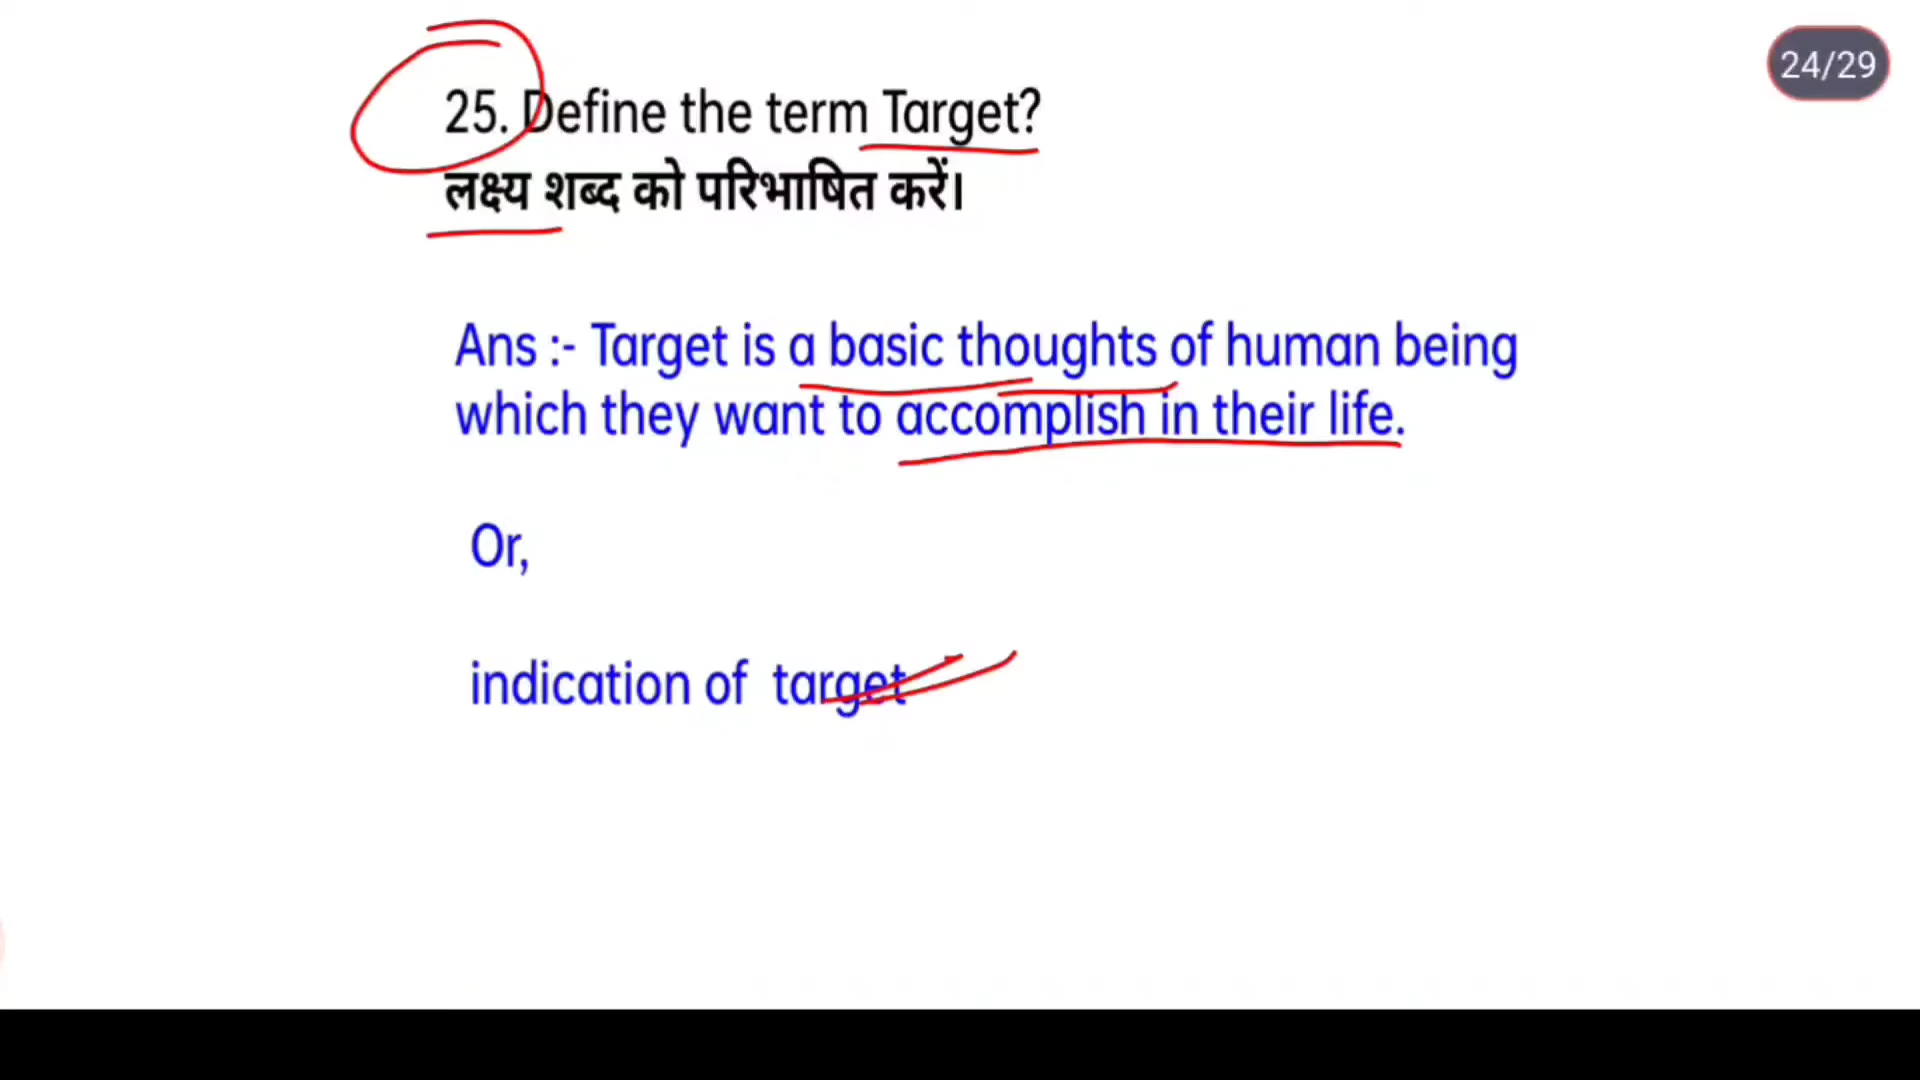 24/29
25. Define the term Target?
लक्ष्य शब्द को परिभाषित करें।
Ans :- Target is a basic thoughts of human being
which they want to accomplish in their life.
Or,
indication of target